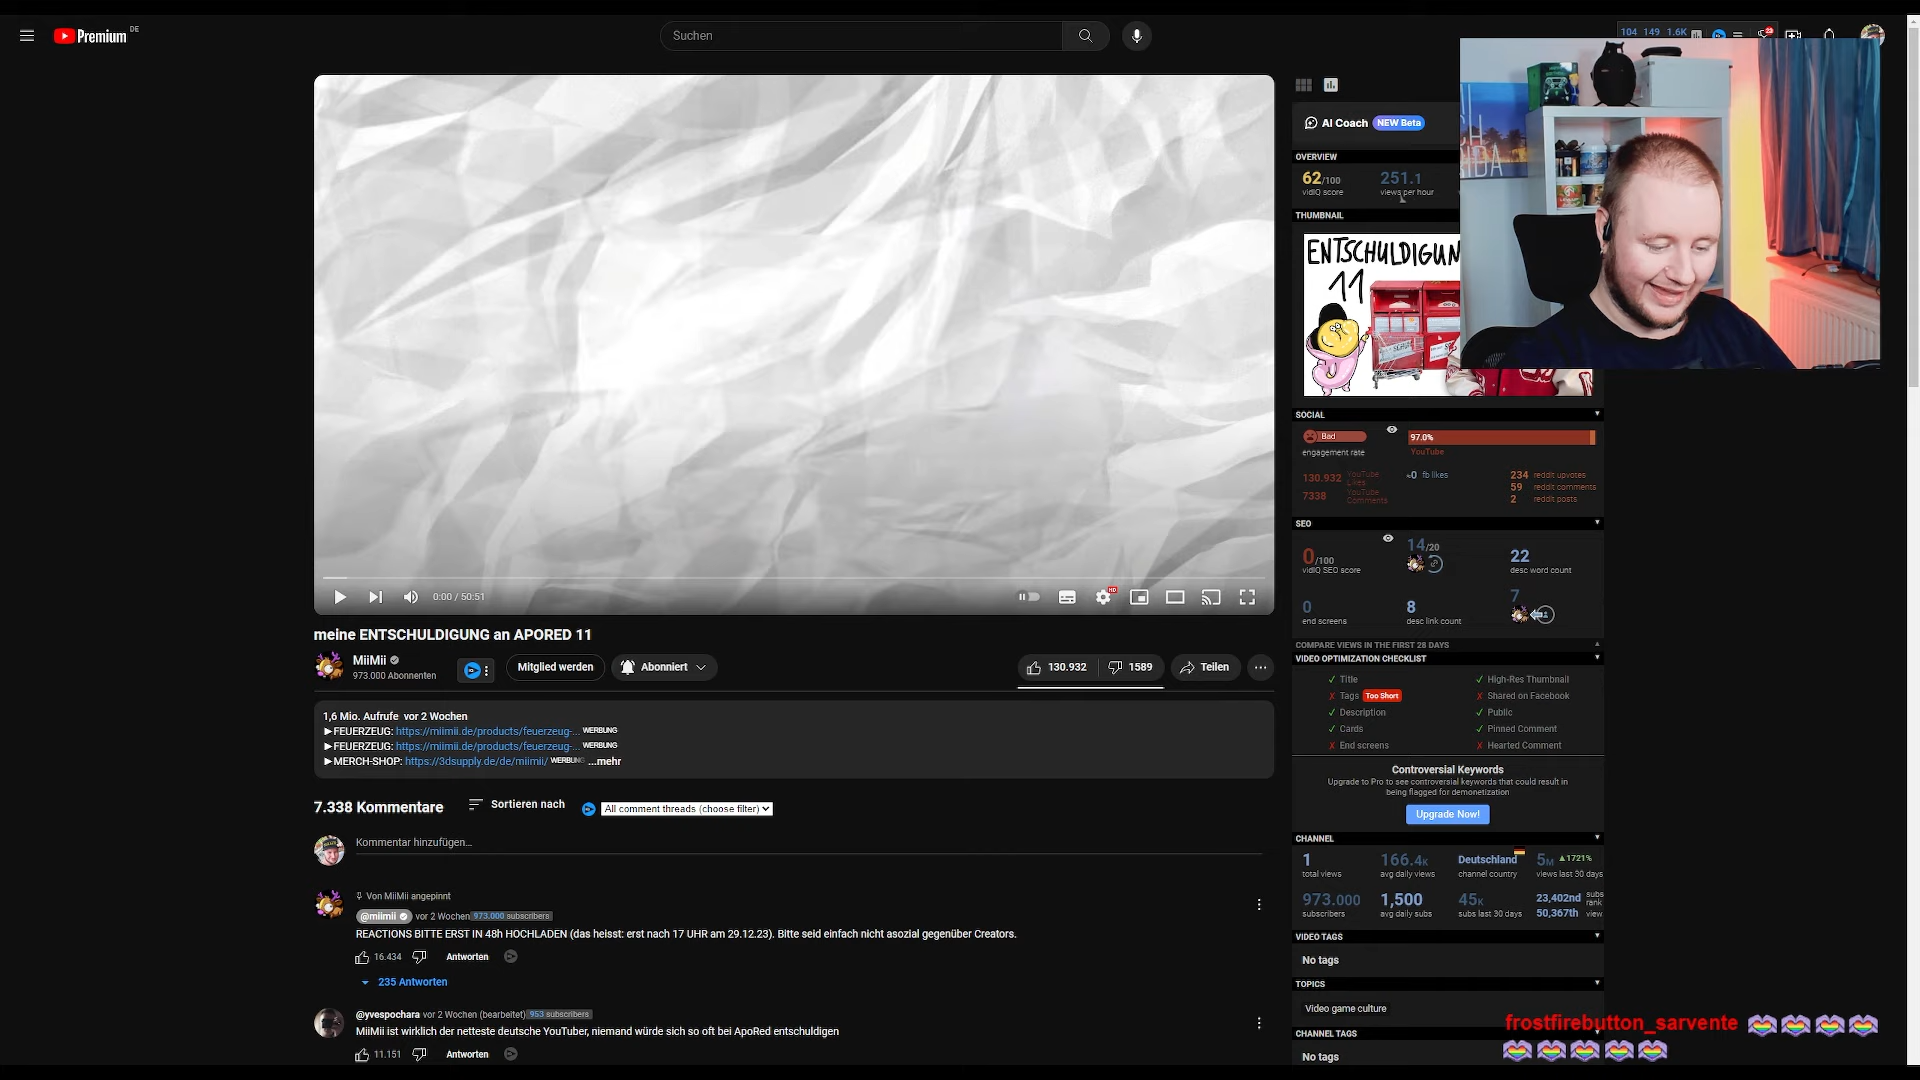 Premium DE
Suchen
104 149 1.6K
23
AI Coach NEW Beta
OVERVIEW
62/100
vidIQ score
251.1
views per hour
THUMBNAIL
ENTSCHULDIGUN
11
SOCIAL
Bad
engagement rate
97.0%
YouTube
130.932 YouTube Likes
7338 YouTube Comments
0 fb likes
234 reddit upvotes
59 reddit comments
2 reddit posts
SEO
0/100
vidIQ SEO score
14/20
22
desc word count
0
end screens
8
desc link count
7
COMPARE VIEWS IN THE FIRST 28 DAYS
VIDEO OPTIMIZATION CHECKLIST
✓ Title
✓ High-Res Thumbnail
✗ Tags Too Short
✗ Shared on Facebook
✓ Description
✓ Public
✓ Cards
✓ Pinned Comment
✗ End screens
✗ Hearted Comment
Controversial Keywords
Upgrade to Pro to see controversial keywords that could result in
being flagged for demonetization
Upgrade Now!
CHANNEL
1
total views
166.4K
avg daily views
Deutschland
channel country
5M ▲1721%
views last 30 days
973.000
subscribers
1,500
avg daily subs
45K
subs last 30 days
23,402nd subs rank
50,367th view
VIDEO TAGS
No tags
TOPICS
Video game culture
CHANNEL TAGS
No tags
0:00 / 50:51
HD
meine ENTSCHULDIGUNG an APORED 11
MiiMii
973.000 Abonnenten
Mitglied werden
Abonniert
130.932
1589
Teilen
1,6 Mio. Aufrufe vor 2 Wochen
►FEUERZEUG: https://miimii.de/products/feuerzeug-... WERBUNG
►FEUERZEUG: https://miimii.de/products/feuerzeug-... WERBUNG
►MERCH-SHOP: https://3dsupply.de/de/miimii/ WERBUNG ...mehr
7.338 Kommentare
Sortieren nach
All comment threads (choose filter)
Kommentar hinzufügen...
Von MiiMii angepinnt
@miimii vor 2 Wochen 973.000 subscribers
REACTIONS BITTE ERST IN 48h HOCHLADEN (das heisst: erst nach 17 UHR am 29.12.23). Bitte seid einfach nicht asozial gegenüber Creators.
16.434
Antworten
235 Antworten
@yvespochara vor 2 Wochen (bearbeitet) 953 subscribers
MiiMii ist wirklich der netteste deutsche YouTuber, niemand würde sich so oft bei ApoRed entschuldigen
11.151
Antworten
frostfirebutton_sarvente